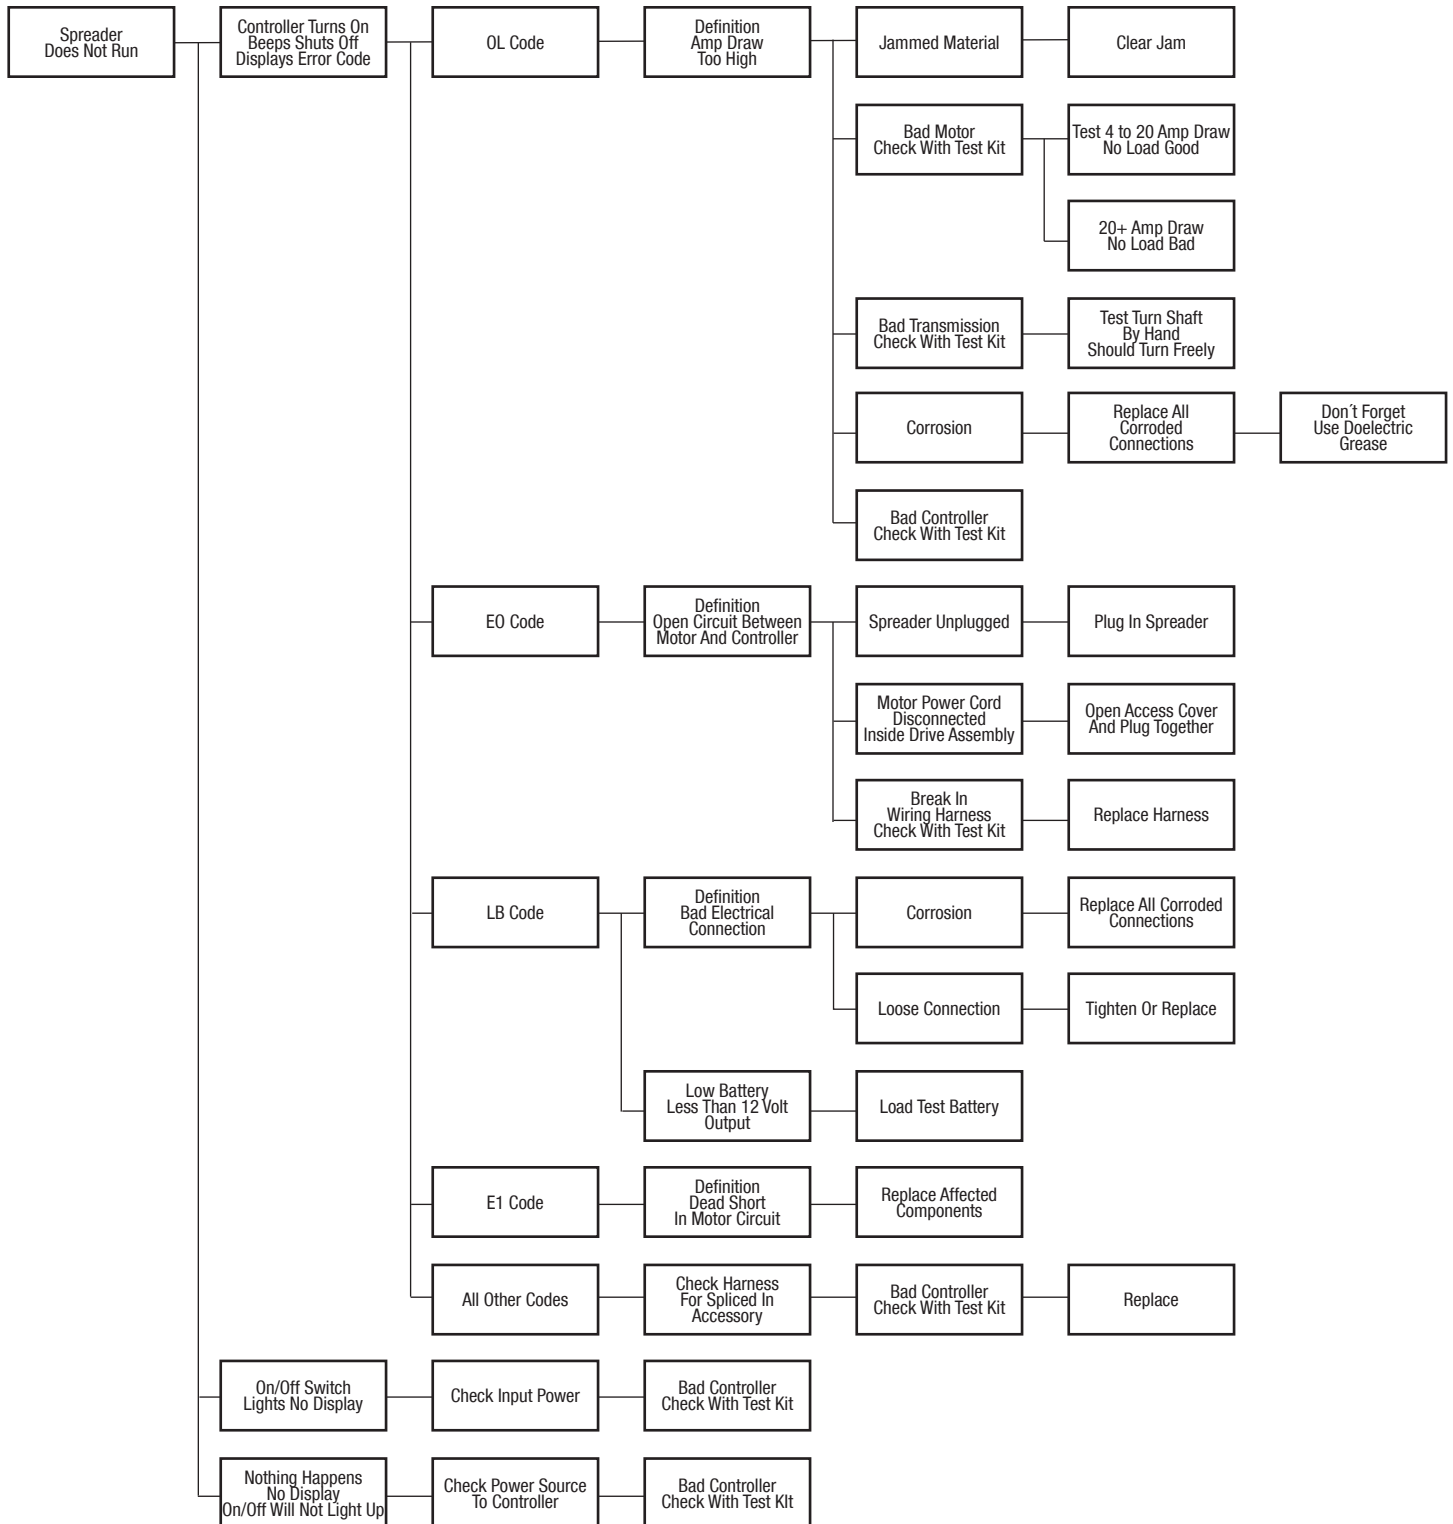 Spreader
Does Not Run
Controller Turns On
Beeps Shuts Off
Displays Error Code
OL Code
Definition
Amp Draw
Too High
Jammed Material
Clear Jam
Bad Motor
Check With Test Kit
Test 4 to 20 Amp Draw
No Load Good
20+ Amp Draw
No Load Bad
Bad Transmission
Check With Test Kit
Test Turn Shaft
By Hand
Should Turn Freely
Corrosion
Replace All
Corroded
Connections
Don´t Forget
Use Doelectric
Grease
Bad Controller
Check With Test Kit
EO Code
Definition
Open Circuit Between
Motor And Controller
Spreader Unplugged
Plug In Spreader
Motor Power Cord
Disconnected
Inside Drive Assembly
Open Access Cover
And Plug Together
Break In
Wiring Harness
Check With Test Kit
Replace Harness
LB Code
Definition
Bad Electrical
Connection
Corrosion
Replace All Corroded
Connections
Loose Connection
Tighten Or Replace
Low Battery
Less Than 12 Volt
Output
Load Test Battery
E1 Code
Definition
Dead Short
In Motor Circuit
Replace Affected
Components
All Other Codes
Check Harness
For Spliced In
Accessory
Bad Controller
Check With Test Kit
Replace
On/Off Switch
Lights No Display
Check Input Power
Bad Controller
Check With Test Kit
Nothing Happens
No Display
On/Off Will Not Light Up
Check Power Source
To Controller
Bad Controller
Check With Test KIt